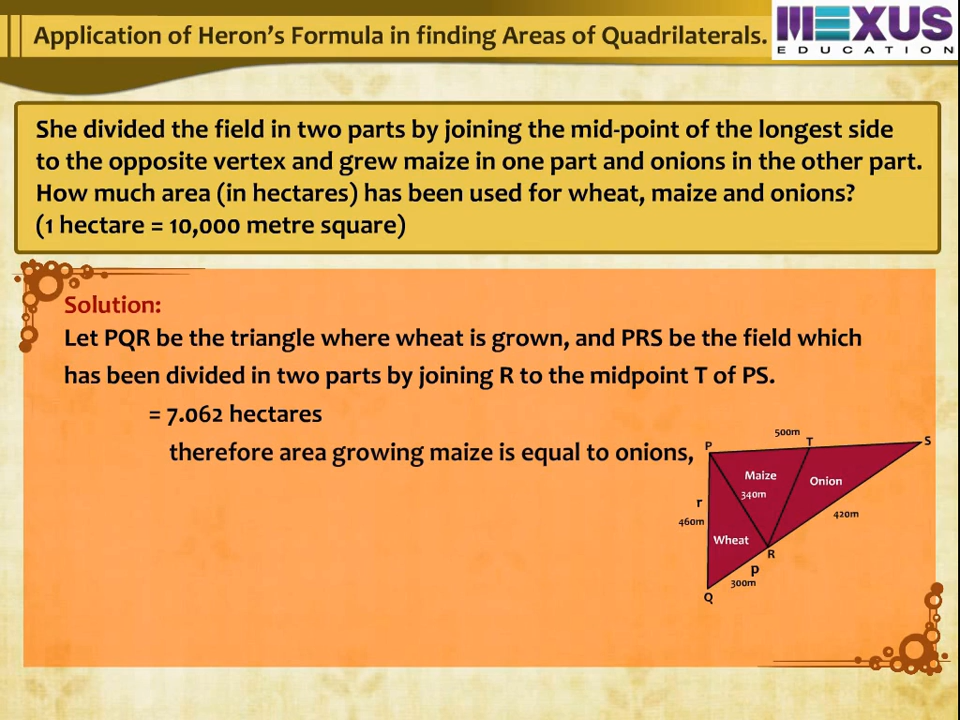 Application of Heron's Formula in finding Areas of Quadrilaterals.
MEXUS
EDUCATION
She divided the field in two parts by joining the mid-point of the longest side
to the opposite vertex and grew maize in one part and onions in the other part.
How much area (in hectares) has been used for wheat, maize and onions?
(1 hectare = 10,000 metre square)
Solution:
Let PQR be the triangle where wheat is grown, and PRS be the field which
has been divided in two parts by joining R to the midpoint T of PS.
= 7.062 hectares
therefore area growing maize is equal to onions,
500m
P
T
S
Maize
Onion
340m
r
460m
420m
Wheat
R
p
300m
Q